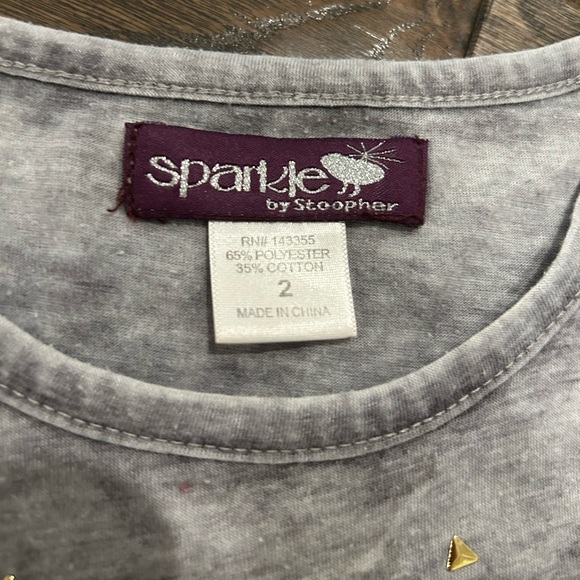 sparkle
by Stoopher
RN# 143355
65% POLYESTER
35% COTTON
2
MADE IN CHINA